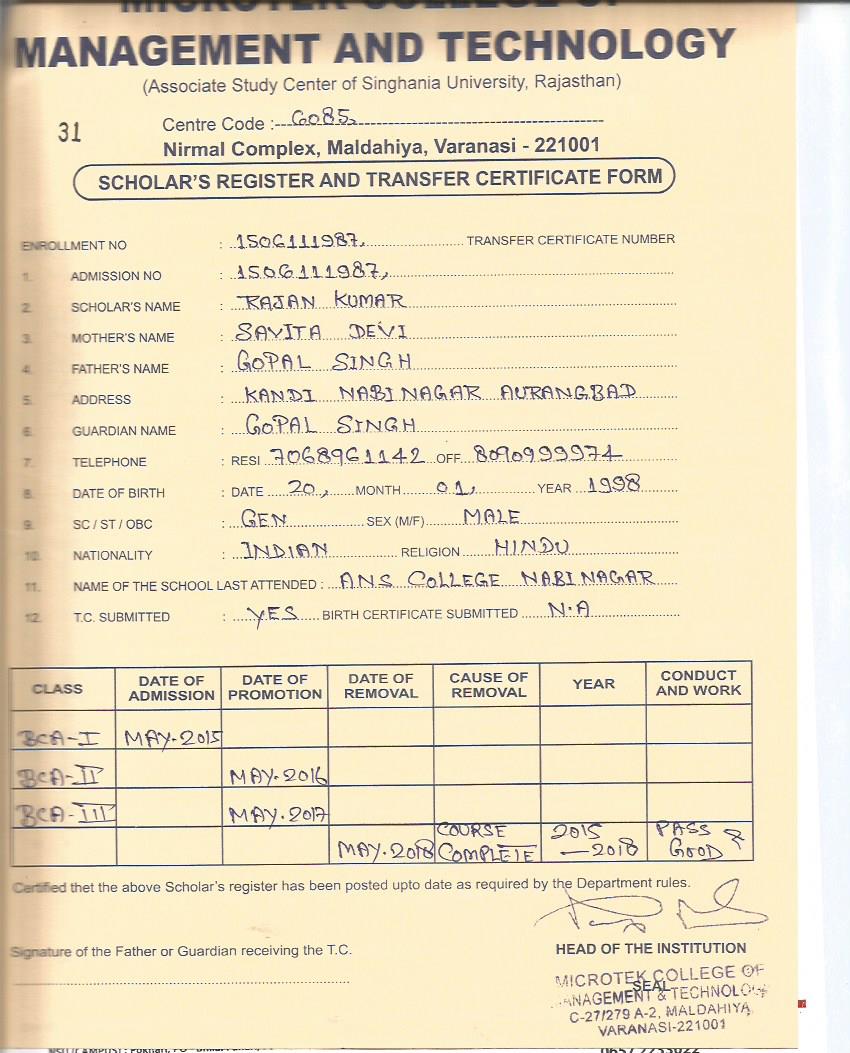 MICROTEK COLLEGE OF
MANAGEMENT AND TECHNOLOGY
(Associate Study Center of Singhania University, Rajasthan)
31
Centre Code :- G085,
Nirmal Complex, Maldahiya, Varanasi - 221001
SCHOLAR'S REGISTER AND TRANSFER CERTIFICATE FORM
ENROLLMENT NO : 1506111987, TRANSFER CERTIFICATE NUMBER
1. ADMISSION NO : 1506111987,
2. SCHOLAR'S NAME : RAJAN KUMAR
3. MOTHER'S NAME : SAVITA DEVI
4. FATHER'S NAME : GOPAL SINGH
5. ADDRESS : KANDI NABINAGAR AURANGBAD
6. GUARDIAN NAME : GOPAL SINGH
7. TELEPHONE : RESI 7068961142 OFF. 8090999974
8. DATE OF BIRTH : DATE 20, MONTH 01, YEAR 1998
9. SC / ST / OBC : GEN SEX (M/F) MALE
10. NATIONALITY : INDIAN RELIGION HINDU
11. NAME OF THE SCHOOL LAST ATTENDED : ANS COLLEGE NABINAGAR
12. T.C. SUBMITTED : YES BIRTH CERTIFICATE SUBMITTED N.A
CLASS DATE OF ADMISSION DATE OF PROMOTION DATE OF REMOVAL CAUSE OF REMOVAL YEAR CONDUCT AND WORK
BCA-I MAY.2015
BCA-II MAY.2016
BCA-III MAY.2017
MAY.2018 COURSE COMPLETE 2015 -2018 PASS & GOOD
Certified thet the above Scholar's register has been posted upto date as required by the Department rules.
Signature of the Father or Guardian receiving the T.C.
HEAD OF THE INSTITUTION
SEAL
MICROTEK COLLEGE OF
MANAGEMENT & TECHNOLOGY
C-27/279 A-2, MALDAHIYA,
VARANASI-221001